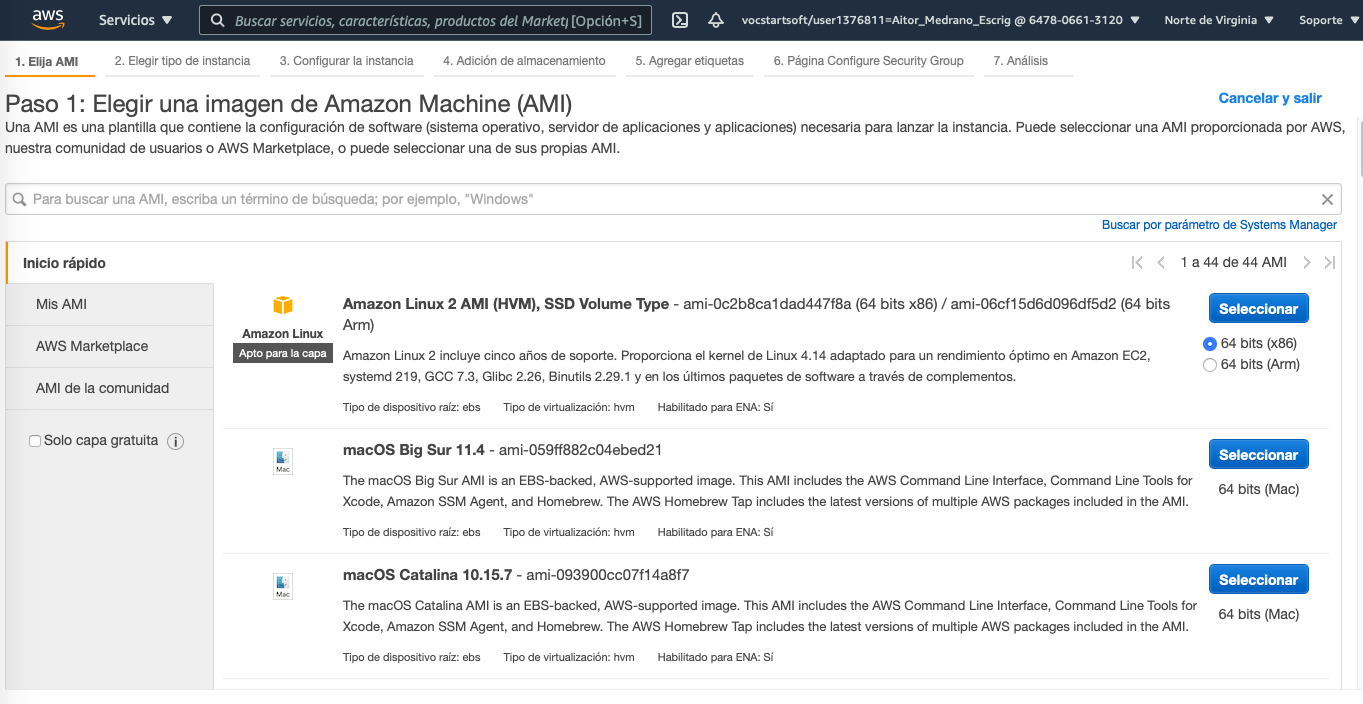 aws
Servicios
Buscar servicios, características, productos del Marketp [Opción+S]
vocstartsoft/user1376811=Aitor_Medrano_Escrig @ 6478-0661-3120
Norte de Virginia
Soporte
1. Elija AMI
2. Elegir tipo de instancia
3. Configurar la instancia
4. Adición de almacenamiento
5. Agregar etiquetas
6. Página Configure Security Group
7. Análisis
Paso 1: Elegir una imagen de Amazon Machine (AMI)
Cancelar y salir
Una AMI es una plantilla que contiene la configuración de software (sistema operativo, servidor de aplicaciones y aplicaciones) necesaria para lanzar la instancia. Puede seleccionar una AMI proporcionada por AWS,
nuestra comunidad de usuarios o AWS Marketplace, o puede seleccionar una de sus propias AMI.
Para buscar una AMI, escriba un término de búsqueda; por ejemplo, "Windows"
Buscar por parámetro de Systems Manager
Inicio rápido
1 a 44 de 44 AMI
Mis AMI
AWS Marketplace
AMI de la comunidad
Solo capa gratuita
Amazon Linux
Apto para la capa
Amazon Linux 2 AMI (HVM), SSD Volume Type - ami-0c2b8ca1dad447f8a (64 bits x86) / ami-06cf15d6d096df5d2 (64 bits
Arm)
Amazon Linux 2 incluye cinco años de soporte. Proporciona el kernel de Linux 4.14 adaptado para un rendimiento óptimo en Amazon EC2,
systemd 219, GCC 7.3, Glibc 2.26, Binutils 2.29.1 y en los últimos paquetes de software a través de complementos.
Tipo de dispositivo raíz: ebs Tipo de virtualización: hvm Habilitado para ENA: Sí
Seleccionar
64 bits (x86)
64 bits (Arm)
Mac
macOS Big Sur 11.4 - ami-059ff882c04ebed21
The macOS Big Sur AMI is an EBS-backed, AWS-supported image. This AMI includes the AWS Command Line Interface, Command Line Tools for
Xcode, Amazon SSM Agent, and Homebrew. The AWS Homebrew Tap includes the latest versions of multiple AWS packages included in the AMI.
Tipo de dispositivo raíz: ebs Tipo de virtualización: hvm Habilitado para ENA: Sí
Seleccionar
64 bits (Mac)
Mac
macOS Catalina 10.15.7 - ami-093900cc07f14a8f7
The macOS Catalina AMI is an EBS-backed, AWS-supported image. This AMI includes the AWS Command Line Interface, Command Line Tools for
Xcode, Amazon SSM Agent, and Homebrew. The AWS Homebrew Tap includes the latest versions of multiple AWS packages included in the AMI.
Tipo de dispositivo raíz: ebs Tipo de virtualización: hvm Habilitado para ENA: Sí
Seleccionar
64 bits (Mac)